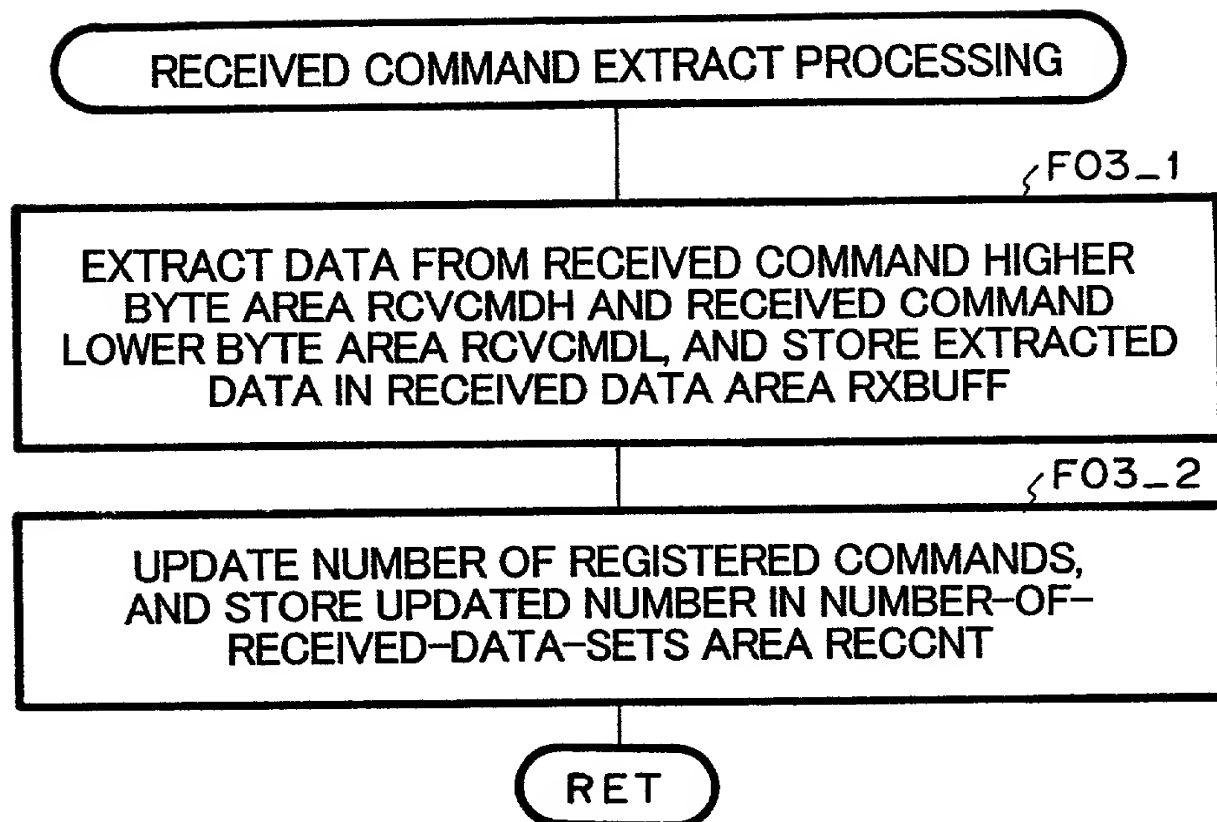 RECEIVED COMMAND EXTRACT PROCESSING
F03_1
EXTRACT DATA FROM RECEIVED COMMAND HIGHER
BYTE AREA RCVCMDH AND RECEIVED COMMAND
LOWER BYTE AREA RCVCMDL, AND STORE EXTRACTED
DATA IN RECEIVED DATA AREA RXBUFF
F03_2
UPDATE NUMBER OF REGISTERED COMMANDS,
AND STORE UPDATED NUMBER IN NUMBER-OF-
RECEIVED-DATA-SETS AREA RECCNT
RET